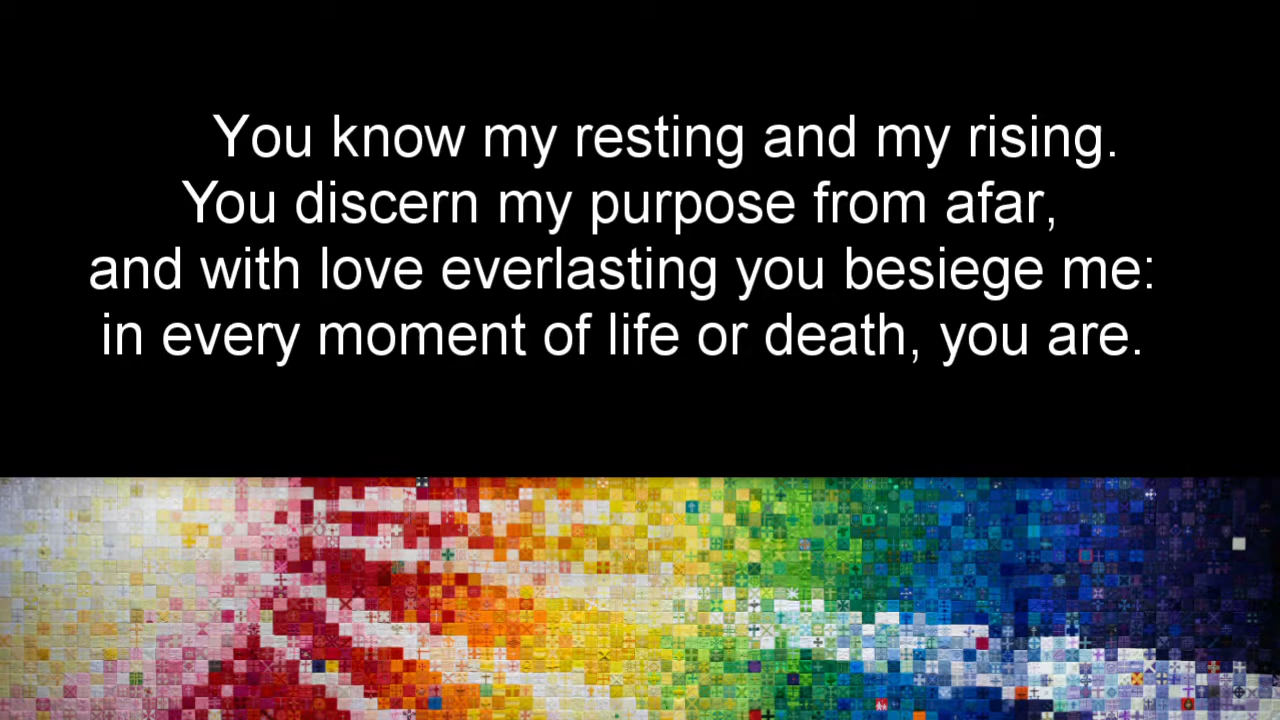 You know my resting and my rising.
You discern my purpose from afar,
and with love everlasting you besiege me:
in every moment of life or death, you are.